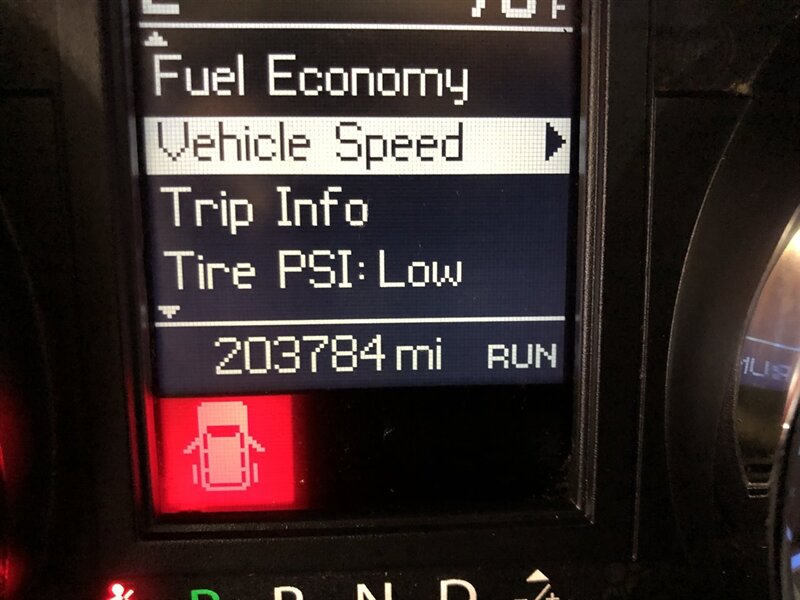 Fuel Economy
Vehicle Speed
Trip Info
Tire PSI: Low
203784 mi RUN
P R N D